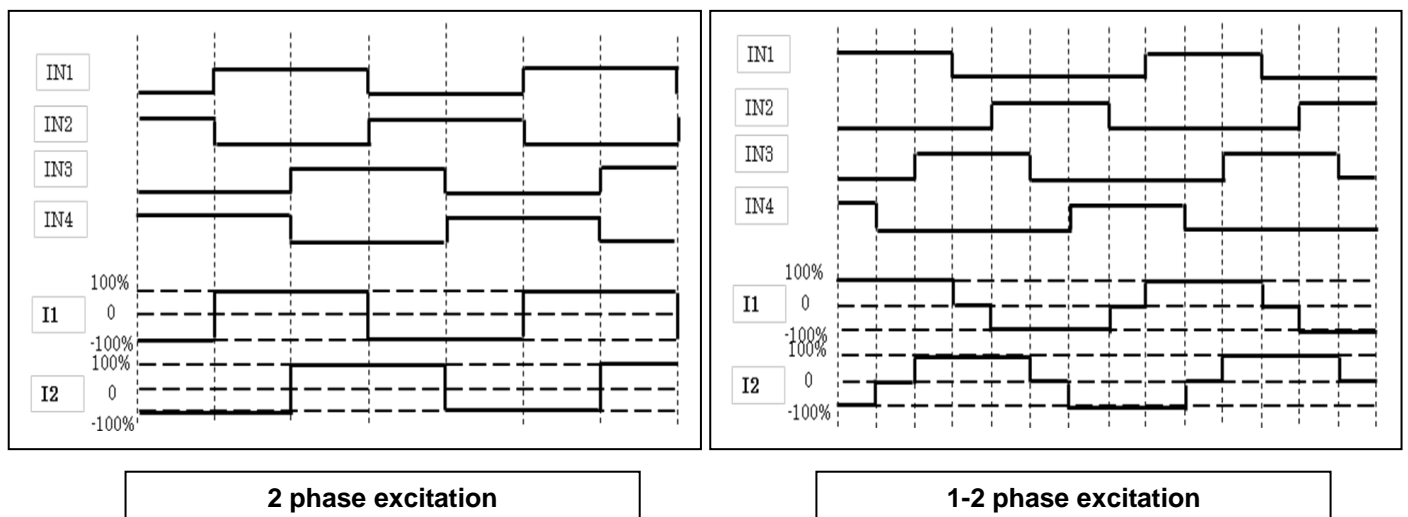 IN1
IN2
IN3
IN4
100%
I1 0
-100%
100%
I2 0
-100%
2 phase excitation
IN1
IN2
IN3
IN4
100%
I1 0
-100%
100%
I2 0
-100%
1-2 phase excitation